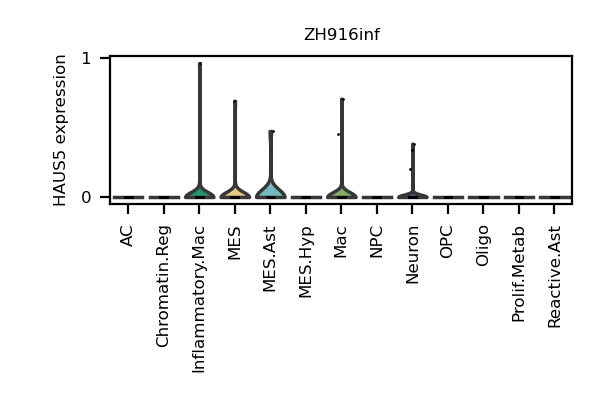 ZH916inf
HAUS5 expression
1
0
AC
Chromatin.Reg
Inflammatory.Mac
MES
MES.Ast
MES.Hyp
Mac
NPC
Neuron
OPC
Oligo
Prolif.Metab
Reactive.Ast